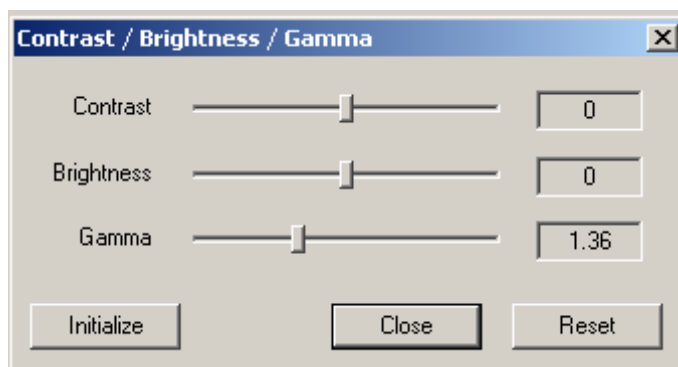 Contrast / Brightness / Gamma
Contrast 0
Brightness 0
Gamma 1.36
Initialize Close Reset